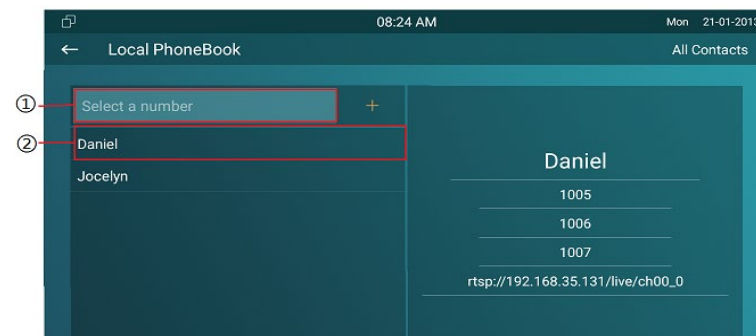 08:24 AM Mon 21-01-2013
← Local PhoneBook All Contacts
① Select a number +
② Daniel
Jocelyn
Daniel
1005
1006
1007
rtsp://192.168.35.131/live/ch00_0